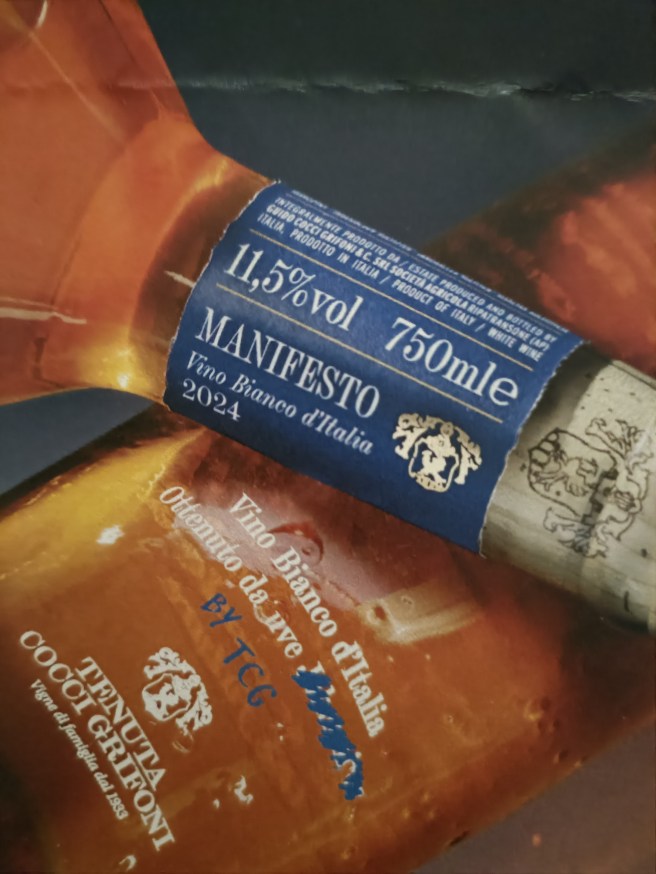 INTEGRALMENTE PRODOTTO DA / ESTATE PRODUCED AND BOTTLED BY
GUIDO COCCI GRIFONI & C. SRL SOCIETÀ AGRICOLA RIPATRANSONE (AP)
ITALIA. PRODOTTO IN ITALIA / PRODUCT OF ITALY / WHITE WINE
11,5%vol 750mle
MANIFESTO
Vino Bianco d'Italia
2024
Vino Bianco d'Italia
Ottenuto da uve
BY TCG
TENUTA
COCCI GRIFONI
Vigne di famiglia dal 1933